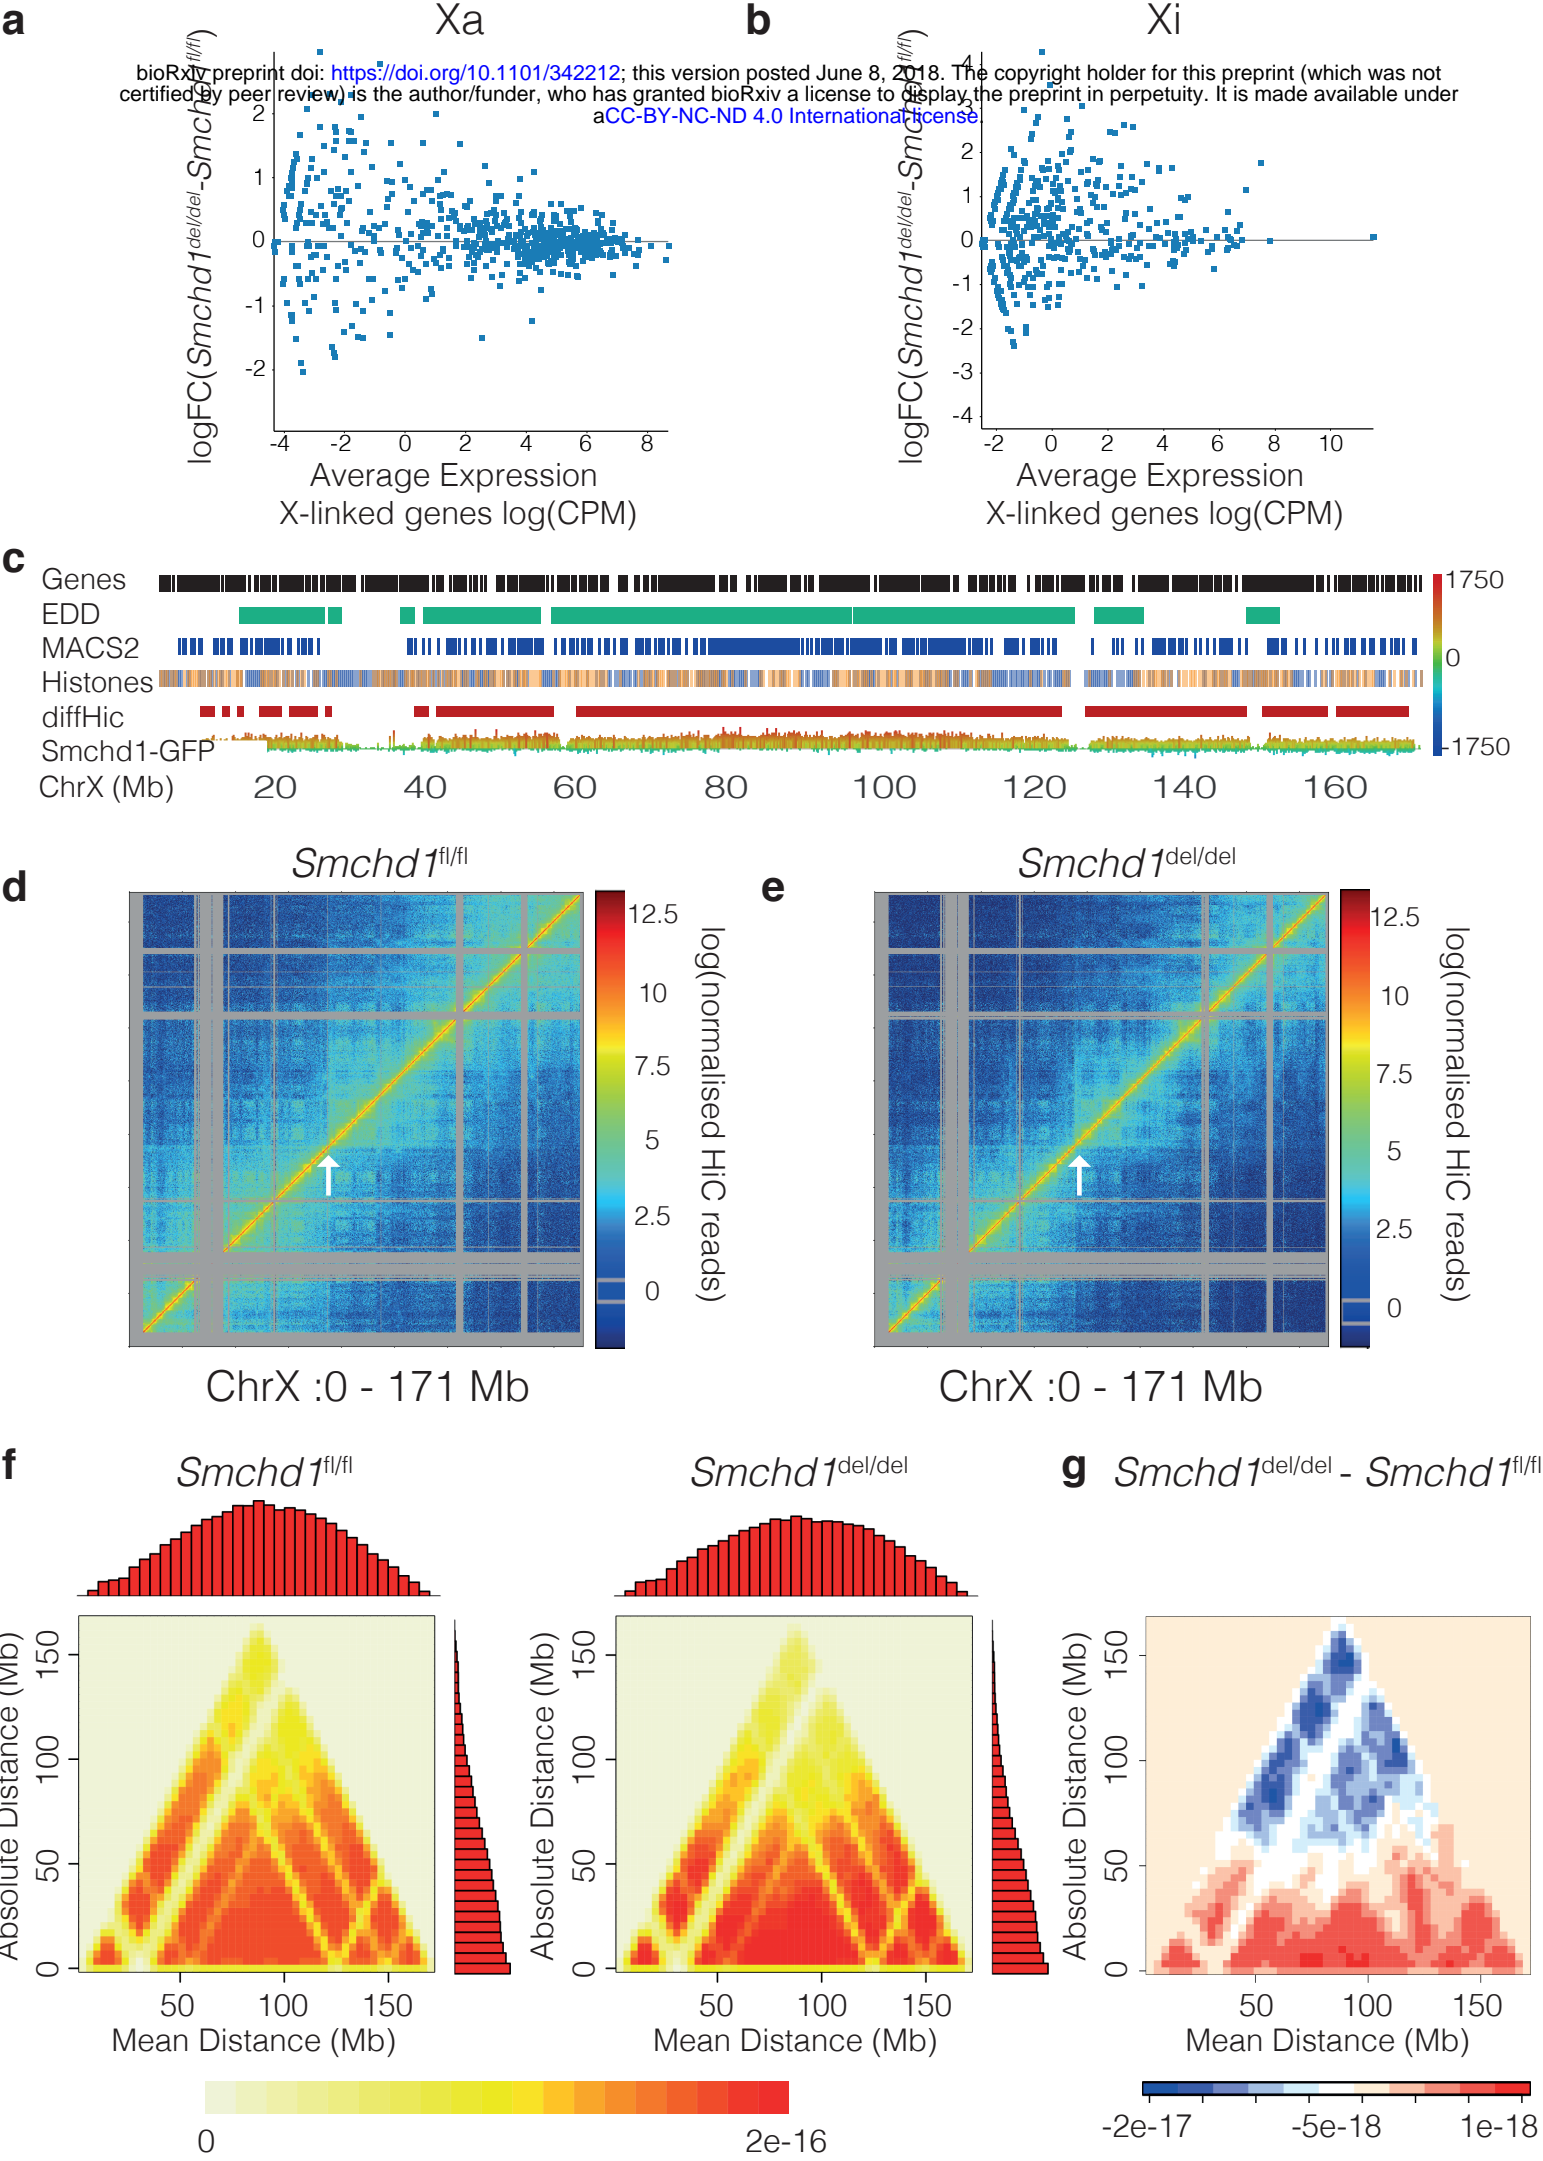 a
Xa
b
Xi
bioRxiv preprint doi: https://doi.org/10.1101/342212; this version posted June 8, 2018. The copyright holder for this preprint (which was not
certified by peer review) is the author/funder, who has granted bioRxiv a license to display the preprint in perpetuity. It is made available under
aCC-BY-NC-ND 4.0 International license.
logFC(Smchd1del/del-Smchd1fl/fl)
2
1
0
-1
-2
-4 -2 0 2 4 6 8
Average Expression
X-linked genes log(CPM)
logFC(Smchd1del/del-Smchd1fl/fl)
4
3
2
1
0
-1
-2
-3
-4
-2 0 2 4 6 8 10
Average Expression
X-linked genes log(CPM)
c
Genes
EDD
MACS2
Histones
diffHic
Smchd1-GFP
ChrX (Mb) 20 40 60 80 100 120 140 160
1750
0
-1750
d
Smchd1fl/fl
12.5
10
7.5
5
2.5
0
log(normalised HiC reads)
ChrX :0 - 171 Mb
e
Smchd1del/del
12.5
10
7.5
5
2.5
0
log(normalised HiC reads)
ChrX :0 - 171 Mb
f
Smchd1fl/fl
Absolute Distance (Mb)
150
100
50
0
50 100 150
Mean Distance (Mb)
Smchd1del/del
Absolute Distance (Mb)
150
100
50
0
50 100 150
Mean Distance (Mb)
0 2e-16
g
Smchd1del/del - Smchd1fl/fl
Absolute Distance (Mb)
150
100
50
0
50 100 150
Mean Distance (Mb)
-2e-17 -5e-18 1e-18